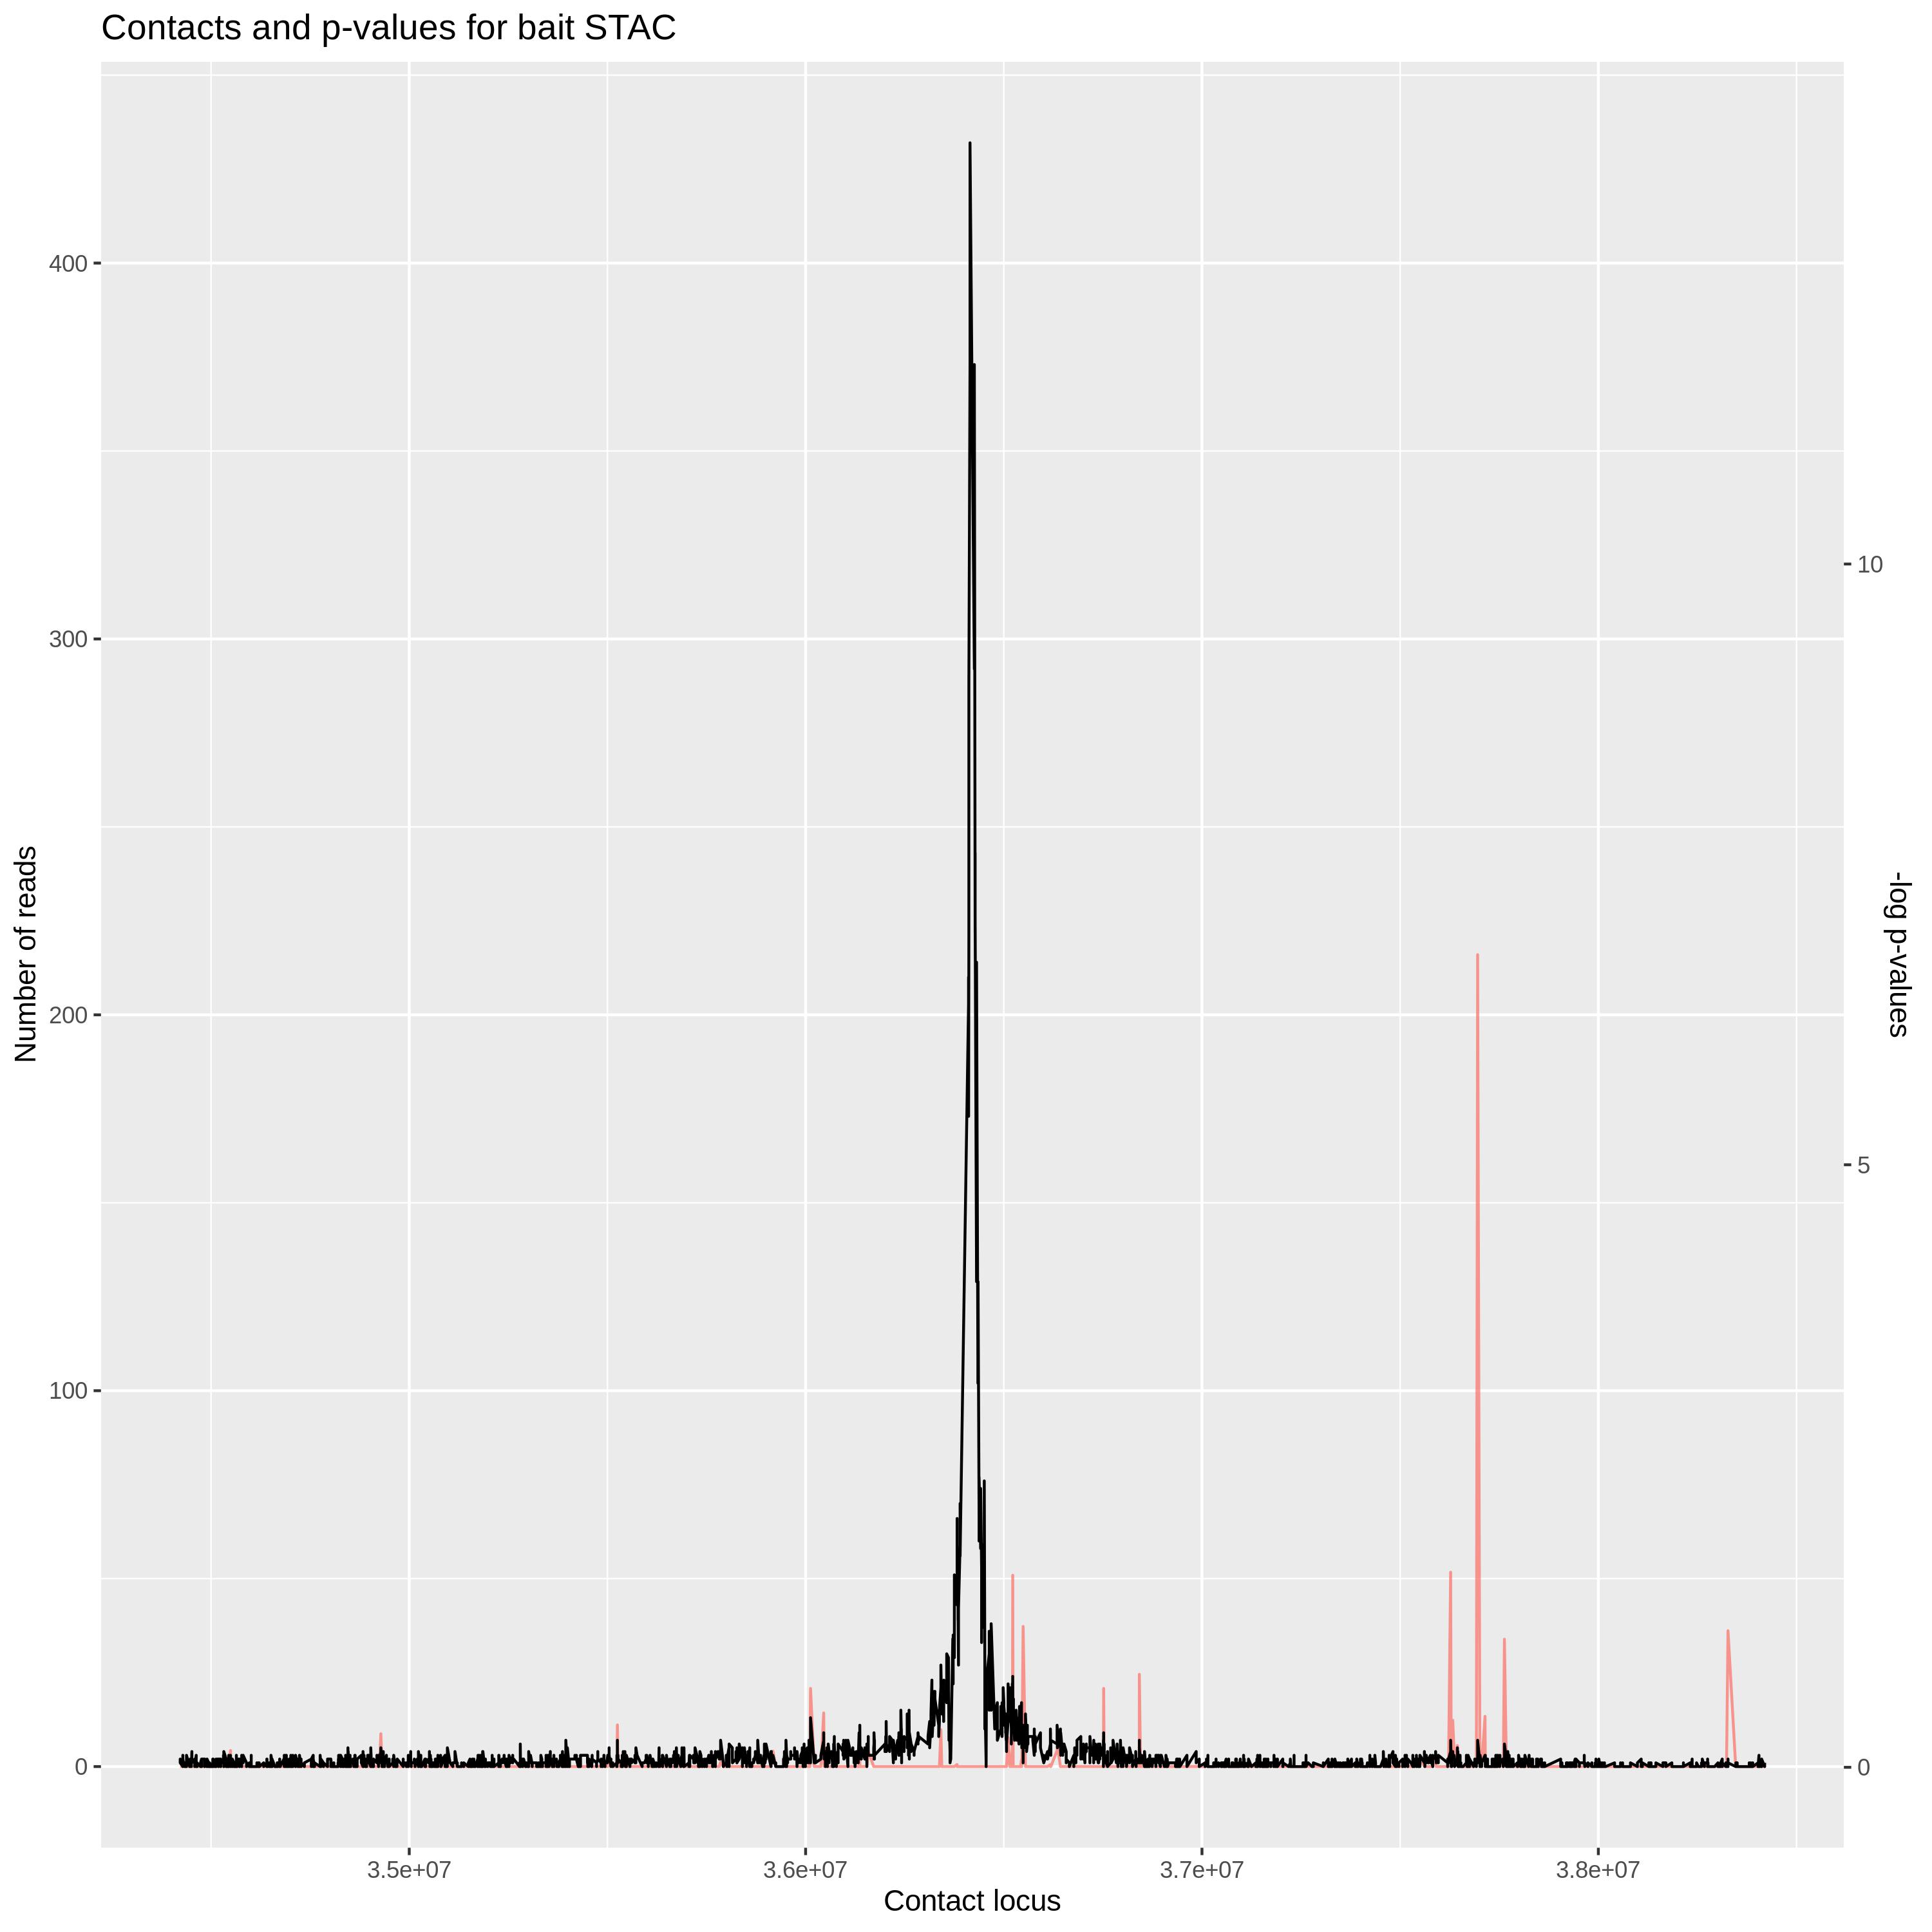 Contacts and p-values for bait STAC
400
300
200
100
0
Number of reads
10
5
0
-log p-values
3.5e+07
3.6e+07
3.7e+07
3.8e+07
Contact locus